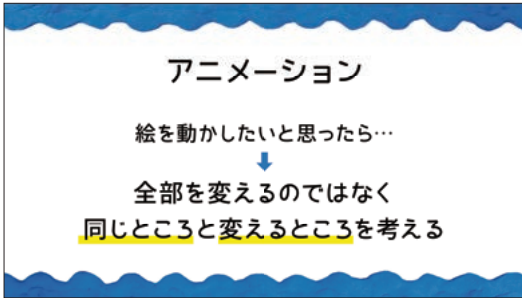 アニメーション
絵を動かしたいと思ったら…
全部を変えるのではなく
同じところと変えるところを考える